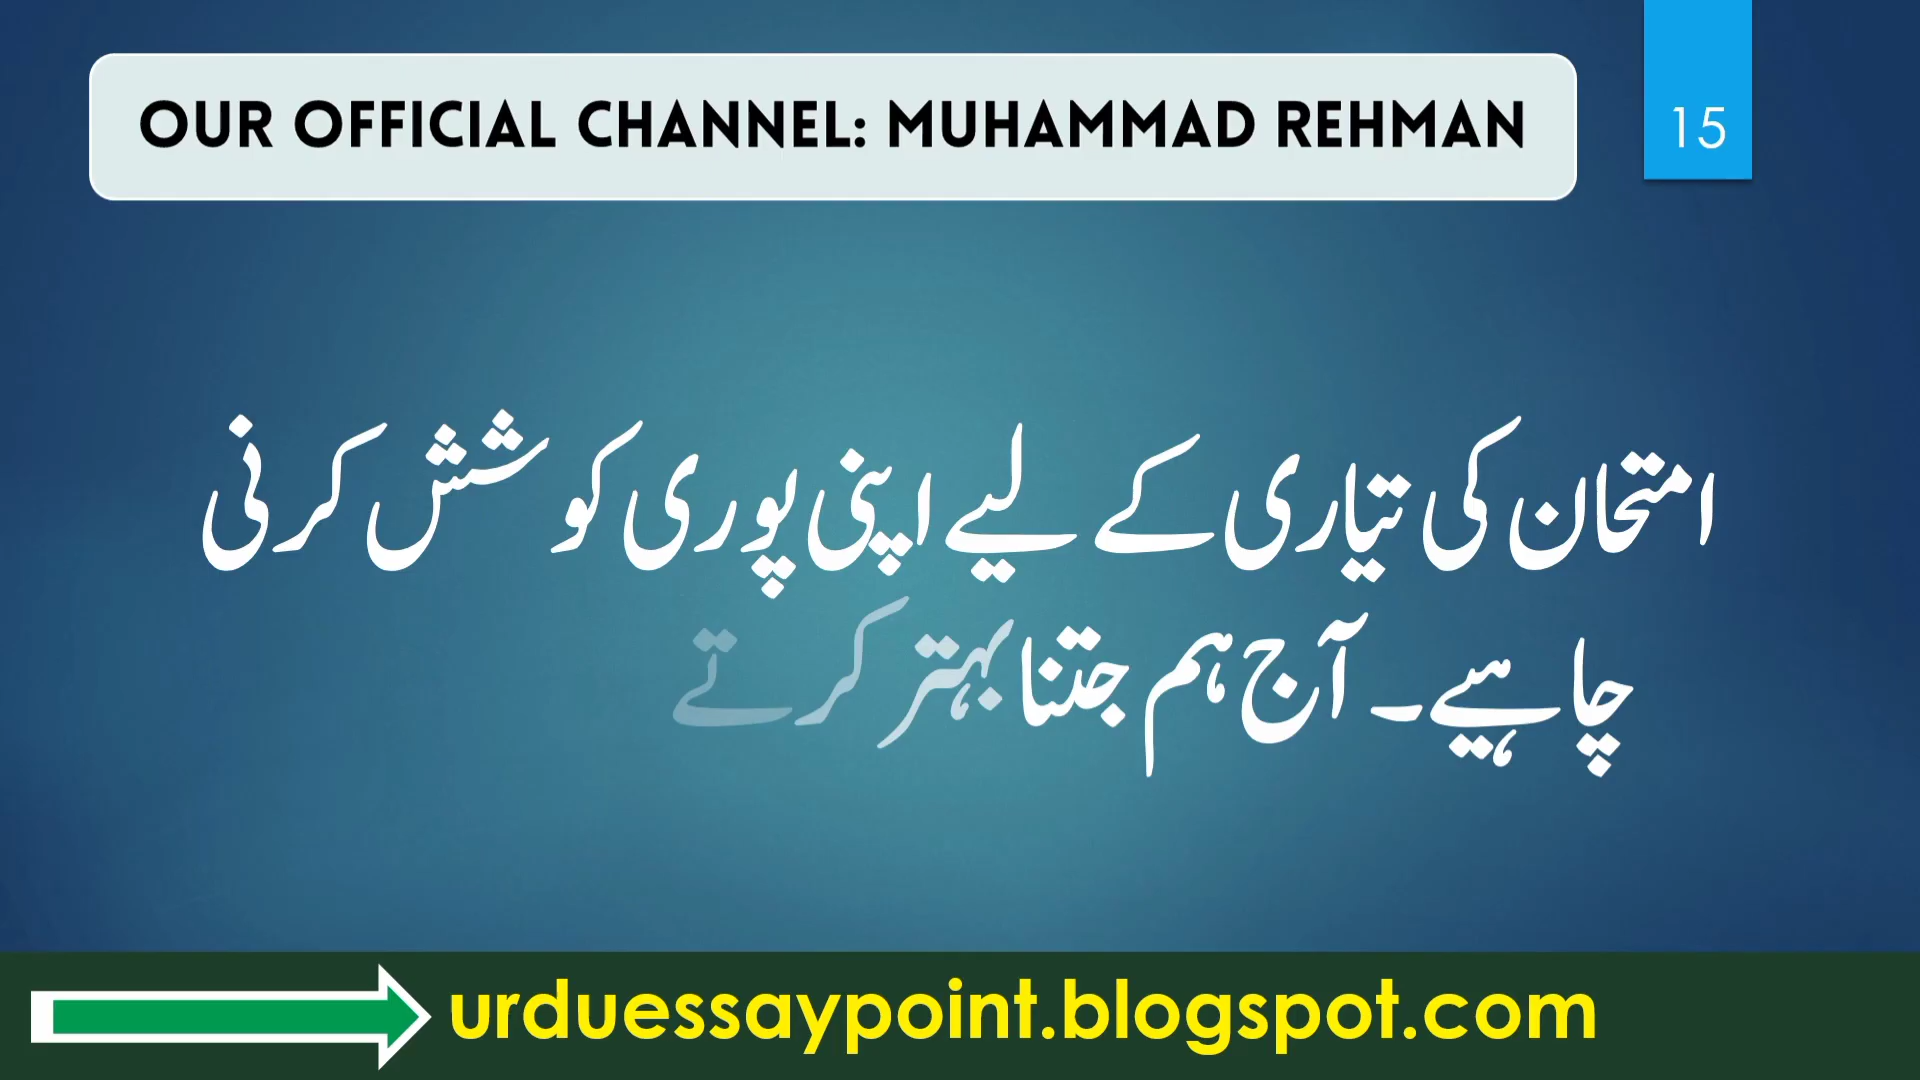 OUR OFFICIAL CHANNEL: MUHAMMAD REHMAN
15
امتحان کی تیاری کے لیے اپنی پوری کوشش کرنی
چاہیے۔ آج ہم جتنا بہتر کرتے
urduessaypoint.blogspot.com